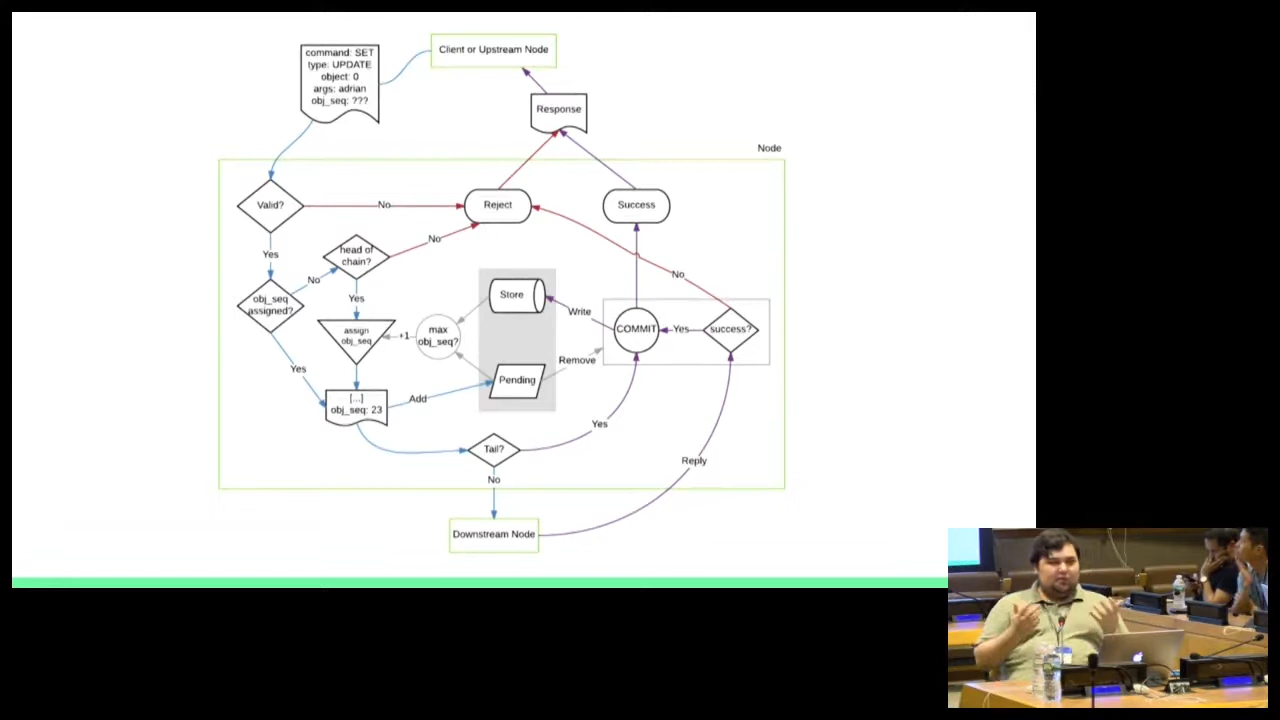 Client or Upstream Node
command: SET
type: UPDATE
object: 0
args: adrian
obj_seq: ???
Response
Node
Valid?
No
Reject
Success
No
head of
chain?
Yes
No
No
obj_seq
assigned?
Yes
Store
Write
assign
obj_seq
+1
max
obj_seq?
COMMIT
Yes
success?
Remove
Yes
Pending
[...]
obj_seq: 23
Add
Yes
Tail?
Reply
No
Downstream Node